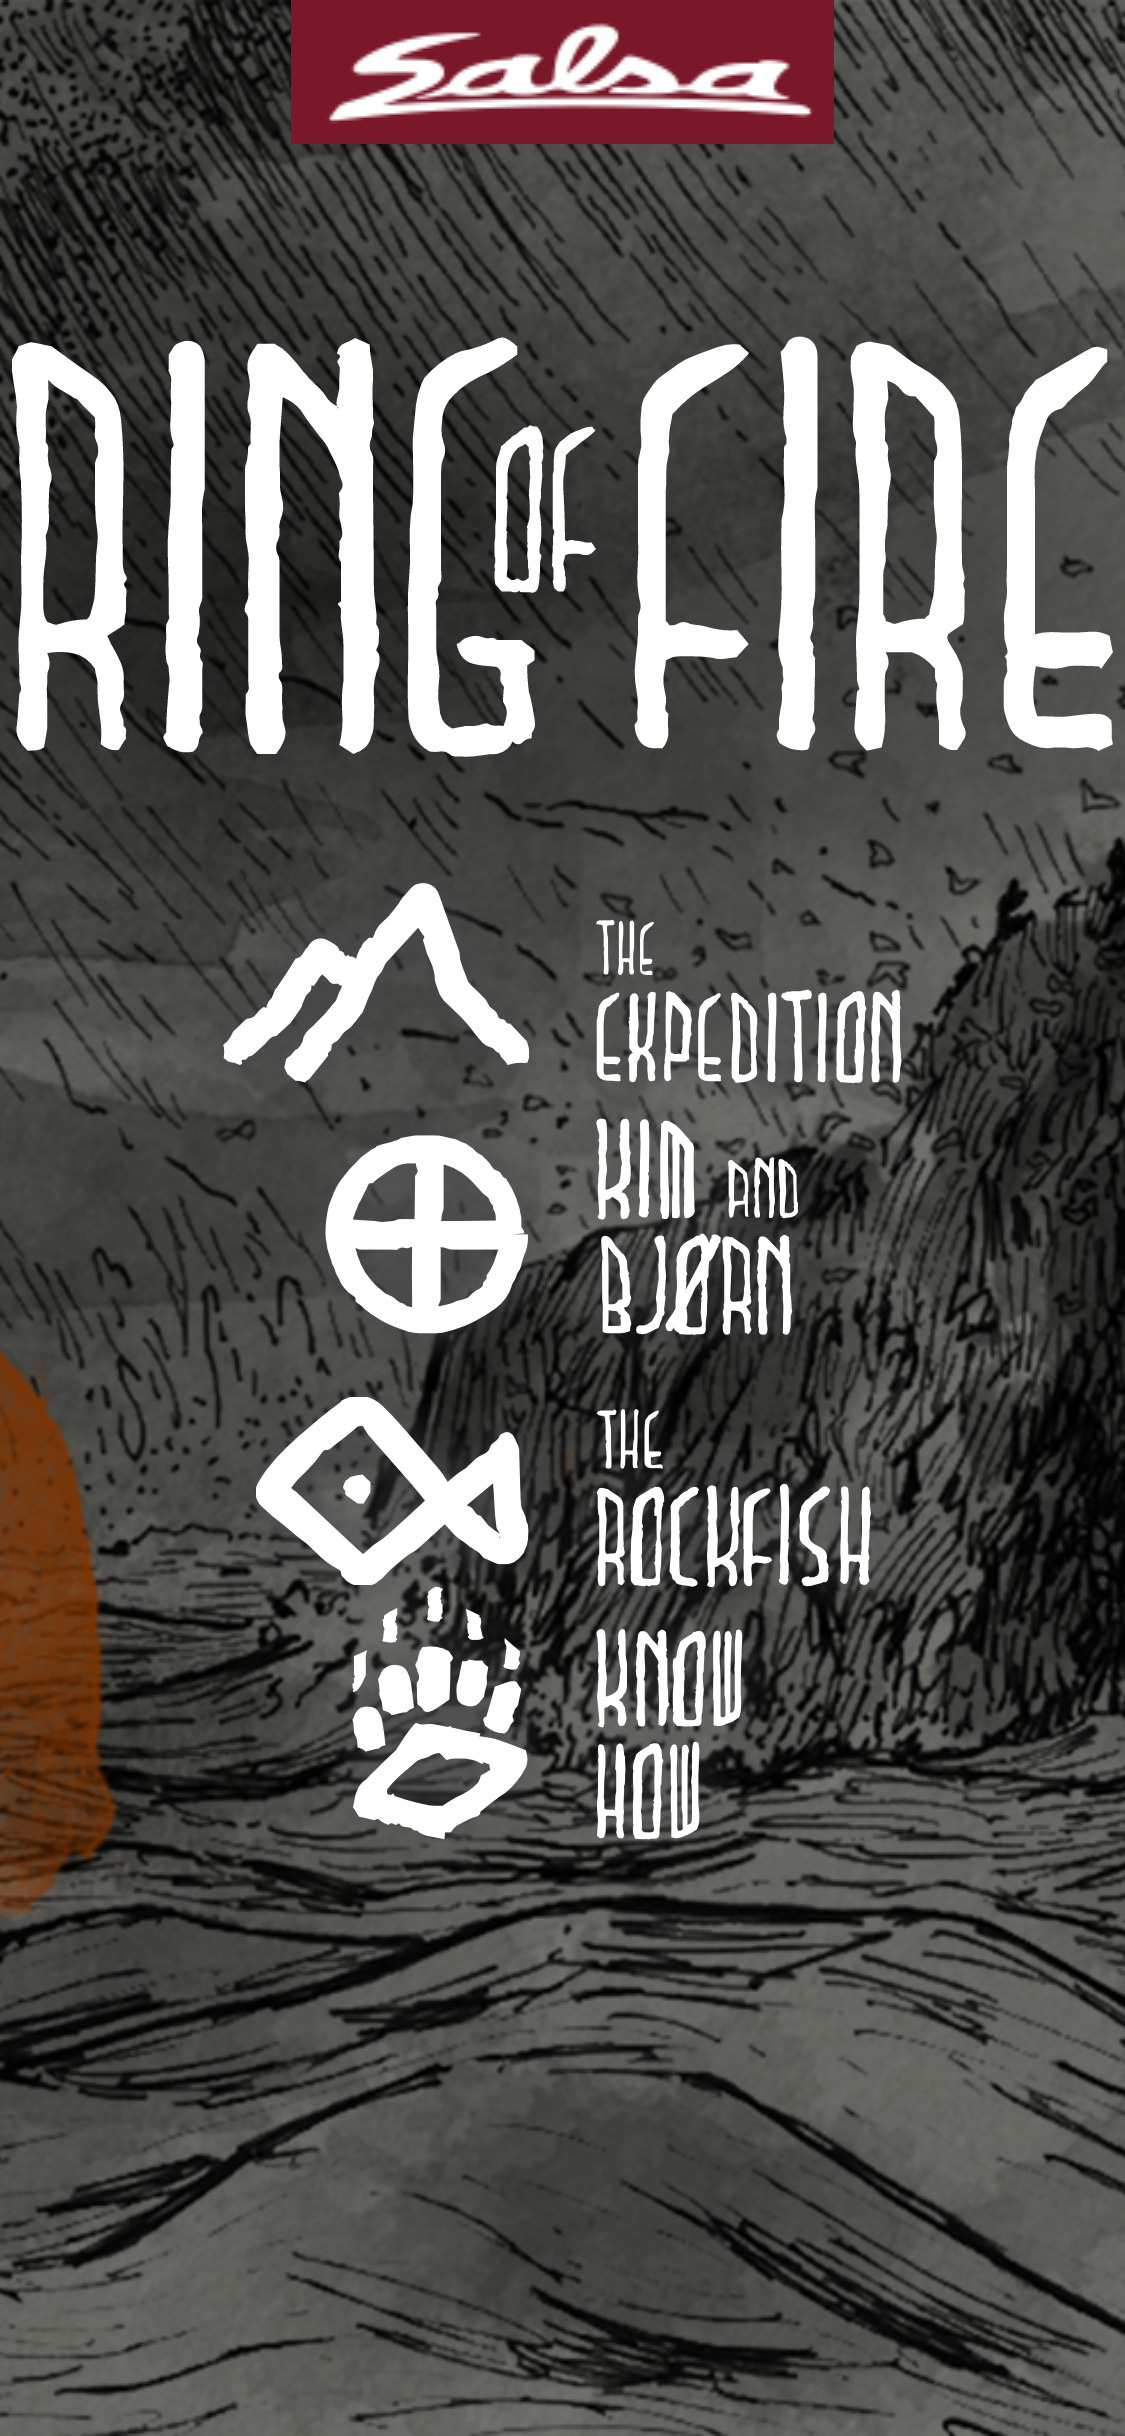 Salsa
RING OF FIRE
THE
EXPEDITION
KIM AND
BJØRN
THE
ROCKFISH
KNOW
HOW